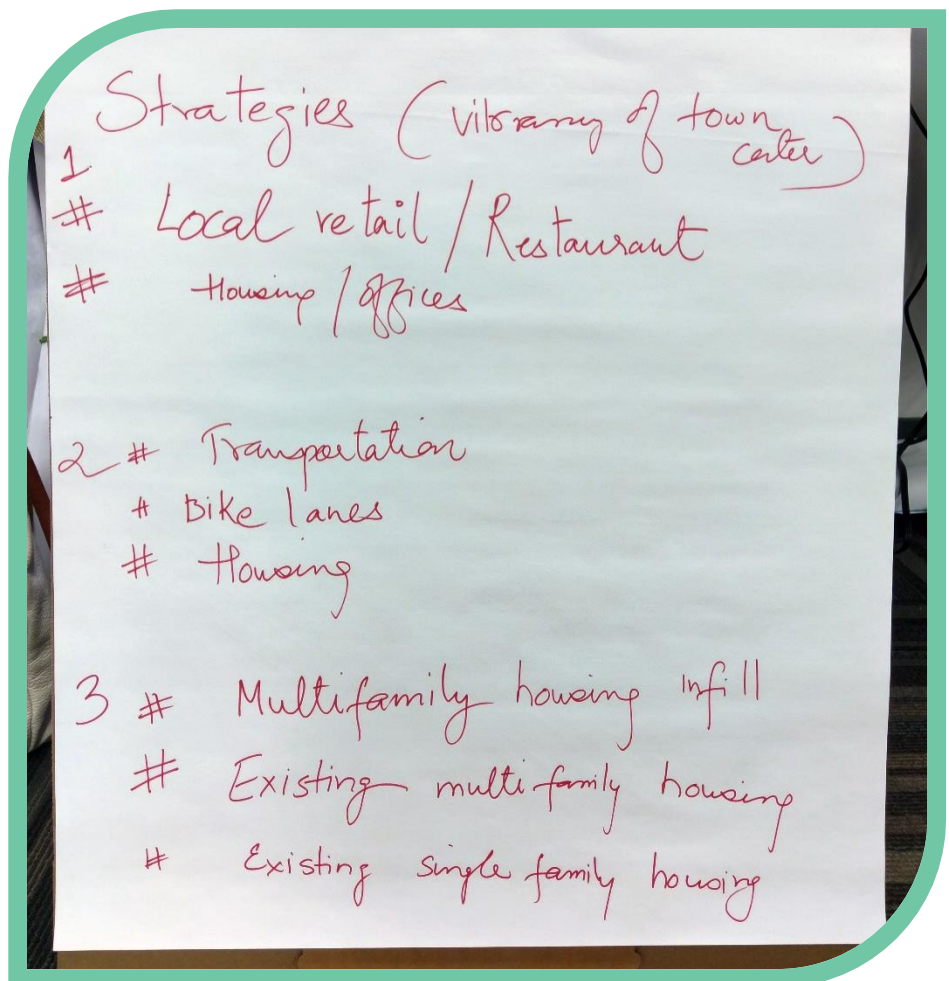 Strategies (vibrancy of town
center)
1
# Local retail / Restaurant
# Housing / offices
2 # Tranportation
# Bike lanes
# Housing
3 # Multifamily housing infill
# Existing multifamily housing
# Existing single family housing